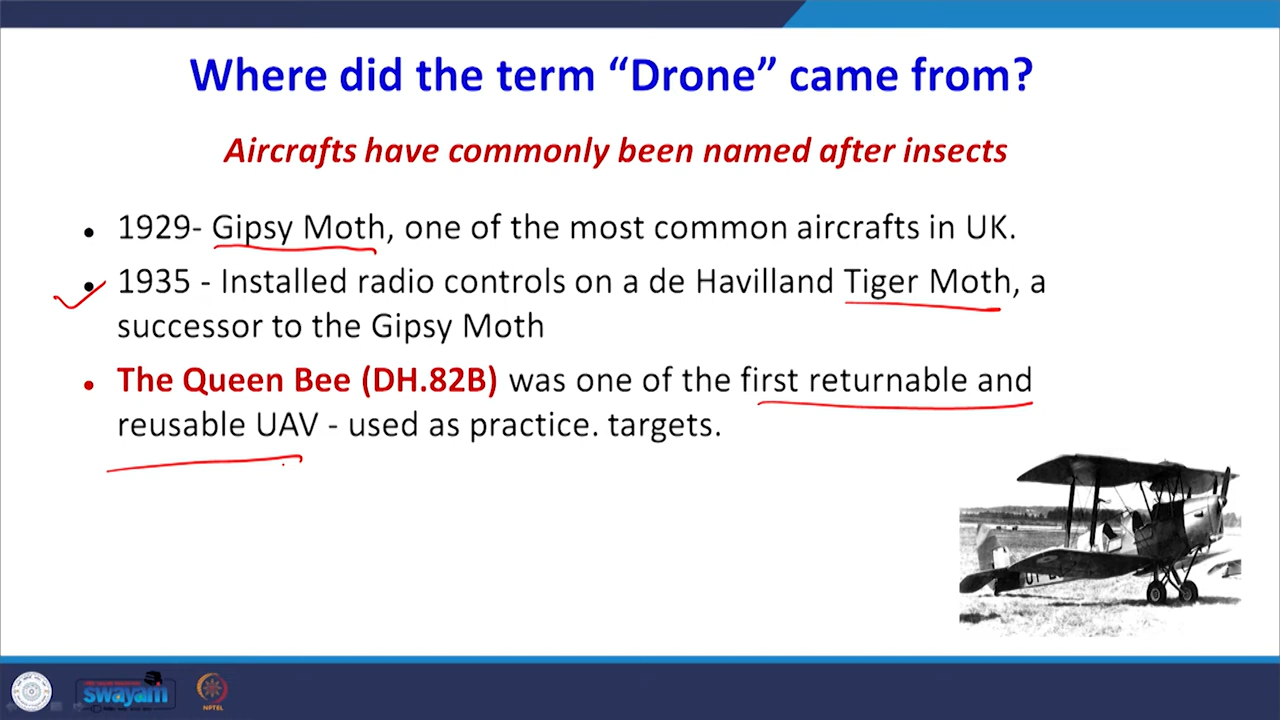 Where did the term “Drone” came from?
Aircrafts have commonly been named after insects
• 1929- Gipsy Moth, one of the most common aircrafts in UK.
• 1935 - Installed radio controls on a de Havilland Tiger Moth, a
successor to the Gipsy Moth
• The Queen Bee (DH.82B) was one of the first returnable and
reusable UAV - used as practice. targets.
swayam
NPTEL